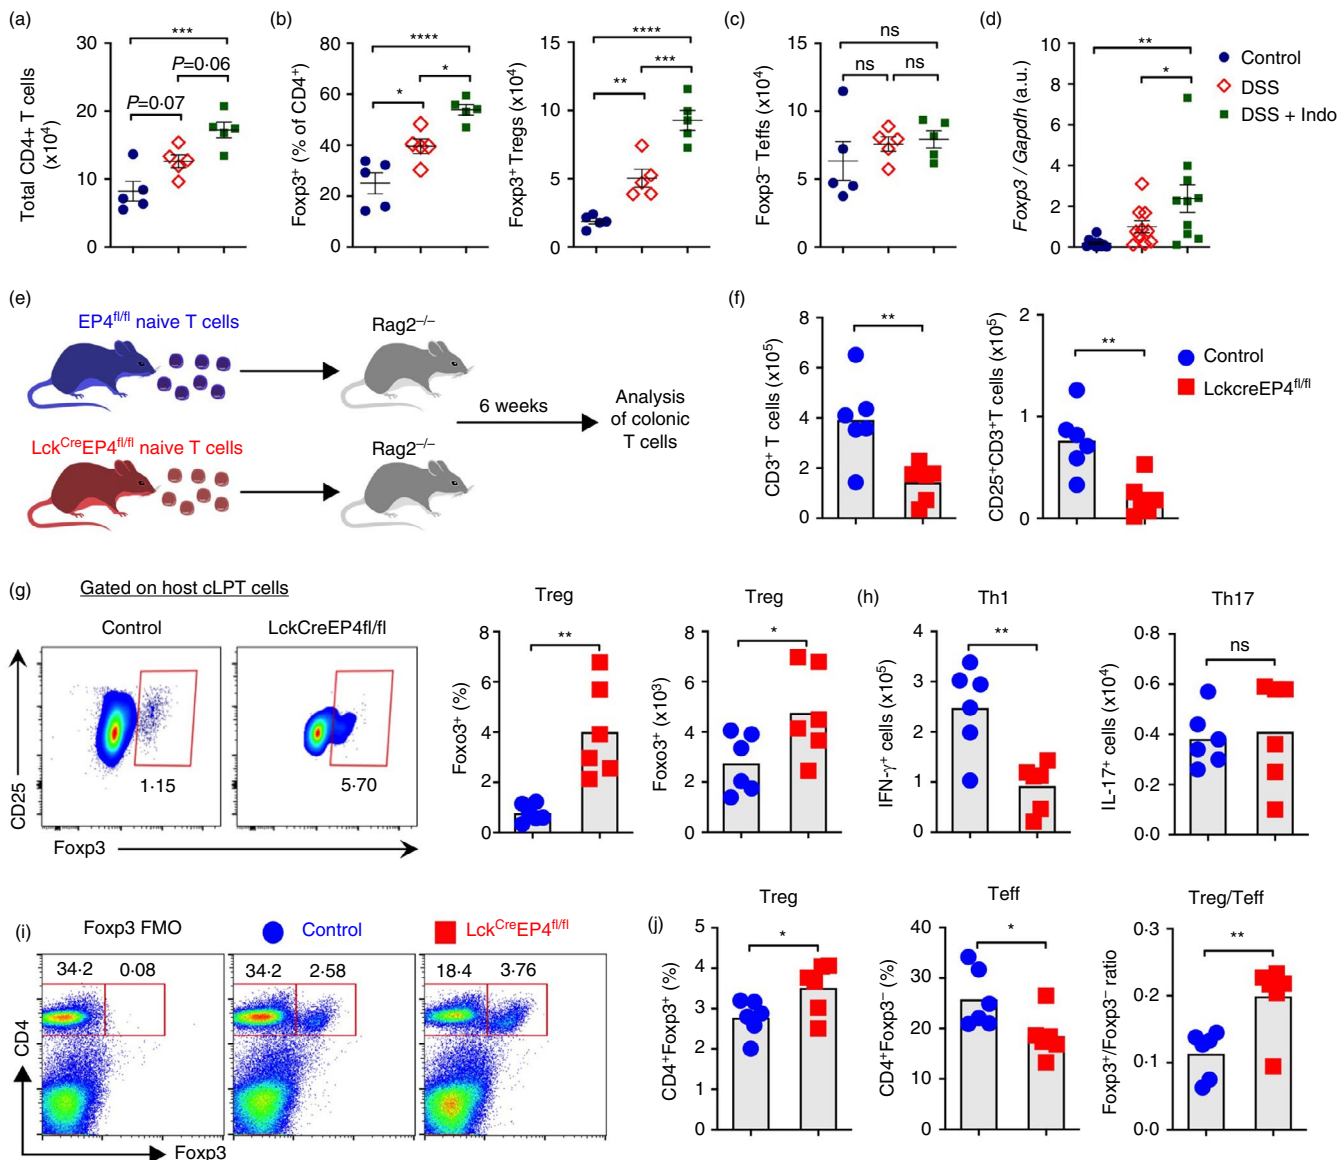 (a)
Total CD4+ T cells
(x10⁴)
30
20
10
0
***
P=0·06
P=0·07
(b)
Foxp3⁺ (% of CD4⁺)
80
60
40
20
0
****
*
*
Foxp3⁺ Tregs (x10⁴)
15
10
5
0
****
***
**
(c)
Foxp3⁻ Teffs (x10⁴)
15
10
5
0
ns
ns
ns
(d)
Foxp3 / Gapdh (a.u.)
10
8
6
4
2
0
**
*
Control
DSS
DSS + Indo
(e)
EP4ᶠˡ/ᶠˡ naive T cells
Rag2⁻/⁻
6 weeks
Analysis
of colonic
T cells
LckᶜʳᵉEP4ᶠˡ/ᶠˡ naive T cells
Rag2⁻/⁻
(f)
CD3⁺ T cells (x10⁵)
8
6
4
2
0
**
CD25⁺CD3⁺T cells (x10⁵)
2
1
0
**
Control
LckcreEP4ᶠˡ/ᶠˡ
(g)
Gated on host cLPT cells
Control
LckCreEP4fl/fl
1·15
5·70
CD25
Foxp3
Treg
Foxo3⁺ (%)
8
6
4
2
0
**
Treg
Foxo3⁺ (x10³)
8
6
4
2
0
*
(h)
Th1
IFN-γ⁺ cells (x10⁵)
4
3
2
1
0
**
Th17
IL-17⁺ cells (x10⁴)
0·8
0·6
0·4
0·2
0·0
ns
(i)
Foxp3 FMO
Control
LckᶜʳᵉEP4ᶠˡ/ᶠˡ
34·2 0·08
34·2 2·58
18·4 3·76
CD4
Foxp3
(j)
Treg
CD4⁺Foxp3⁺ (%)
5
4
3
2
1
0
*
Teff
CD4⁺Foxp3⁻ (%)
40
30
20
10
0
*
Treg/Teff
Foxp3⁺/Foxp3⁻ ratio
0·3
0·2
0·1
0·0
**